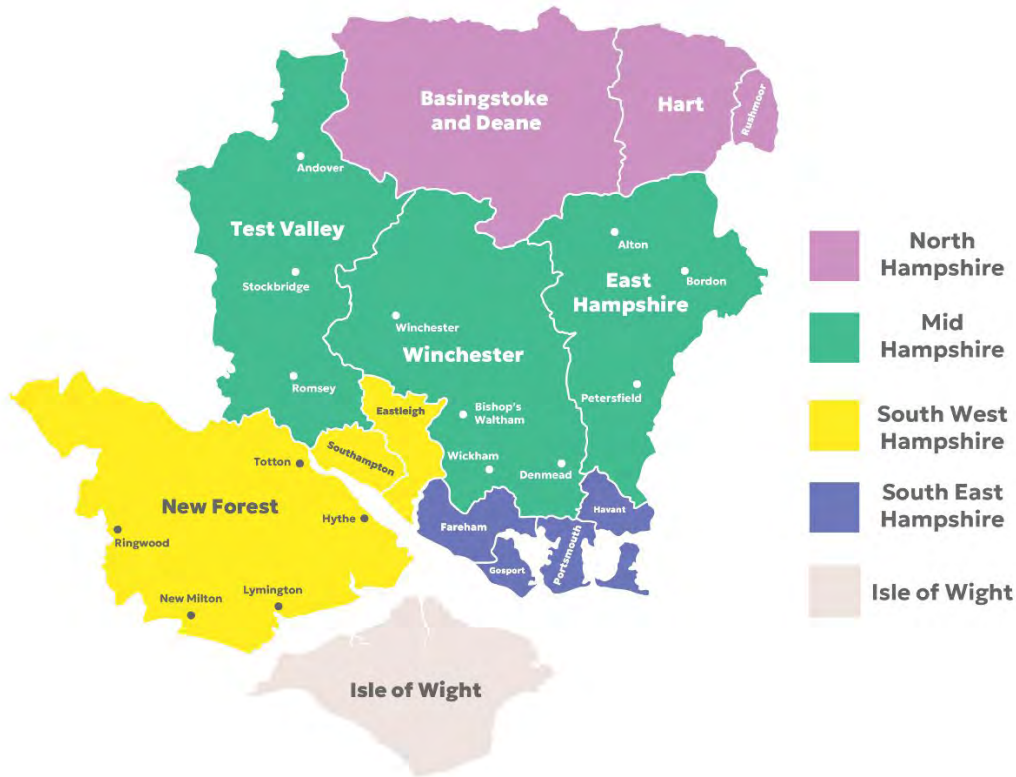 Basingstoke
and Deane
Hart
Rushmoor
Andover
Test Valley
Stockbridge
Romsey
Winchester
Winchester
Bishop's
Waltham
Wickham
Denmead
Alton
East
Hampshire
Bordon
Petersfield
Eastleigh
Southampton
Totton
New Forest
Hythe
Ringwood
New Milton
Lymington
Fareham
Gosport
Portsmouth
Havant
Isle of Wight
North
Hampshire
Mid
Hampshire
South West
Hampshire
South East
Hampshire
Isle of Wight